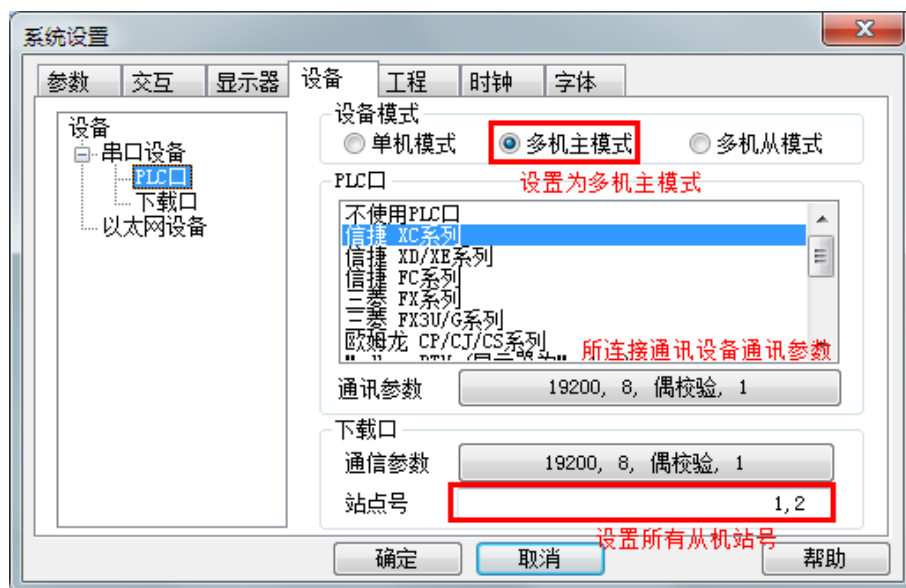 系统设置
参数 交互 显示器 设备 工程 时钟 字体
设备
串口设备
PLC口
下载口
以太网设备
设备模式
单机模式 多机主模式 多机从模式
设置为多机主模式
PLC口
不使用PLC口
信捷 XC系列
信捷 XD/XE系列
信捷 FC系列
三菱 FX系列
三菱 FX3U/G系列
欧姆龙 CP/CJ/CS系列
所连接通讯设备通讯参数
通讯参数 19200, 8, 偶校验, 1
下载口
通信参数 19200, 8, 偶校验, 1
站点号 1,2
设置所有从机站号
确定 取消 帮助